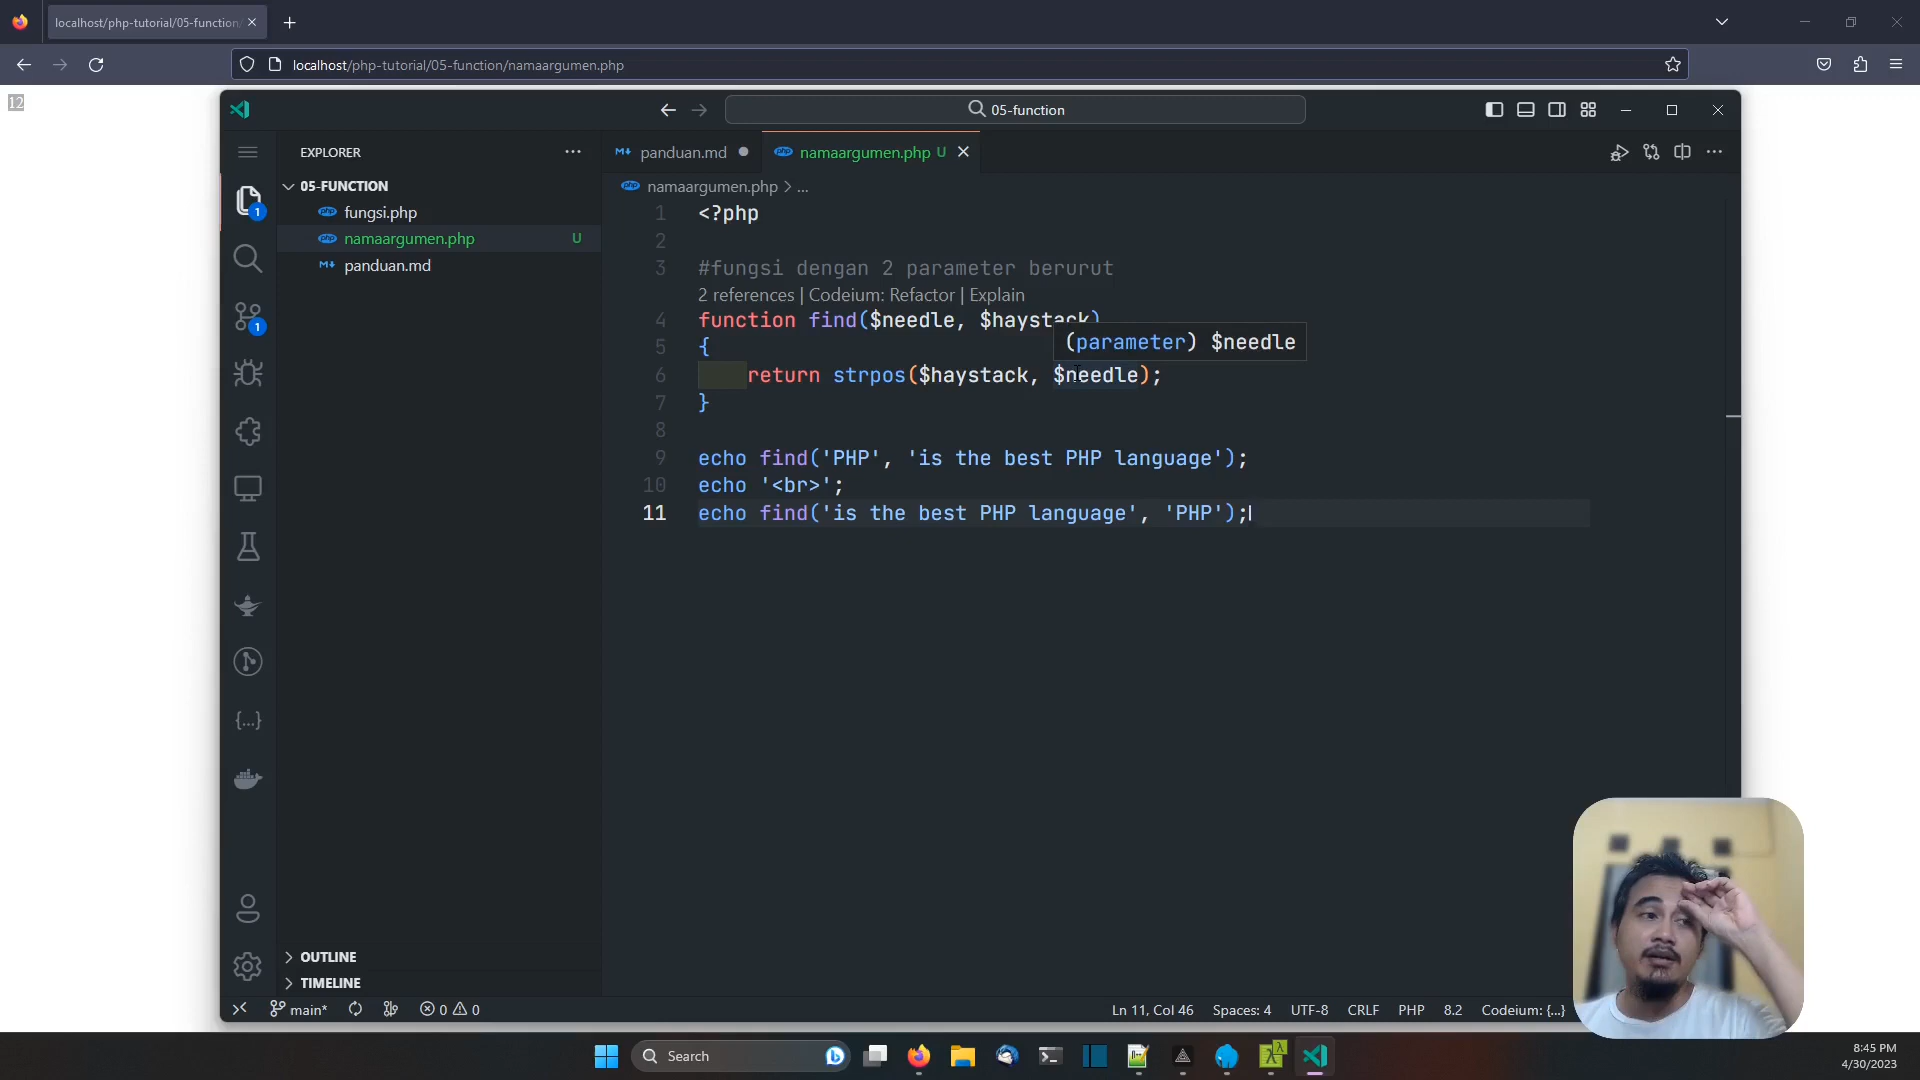 localhost/php-tutorial/05-function/
localhost/php-tutorial/05-function/namaargumen.php
12
05-function
EXPLORER
panduan.md
namaargumen.php U
05-FUNCTION
namaargumen.php > ...
fungsi.php
namaargumen.php U
panduan.md
1
1
1 <?php
2
3 #fungsi dengan 2 parameter berurut
2 references | Codeium: Refactor | Explain
4 function find($needle, $haystack)
(parameter) $needle
5 {
6 return strpos($haystack, $needle);
7 }
8
9 echo find('PHP', 'is the best PHP language');
10 echo '<br>';
11 echo find('is the best PHP language', 'PHP');
OUTLINE
TIMELINE
main* 0 0 Ln 11, Col 46 Spaces: 4 UTF-8 CRLF PHP 8.2 Codeium: {...}
Search
8:45 PM
4/30/2023